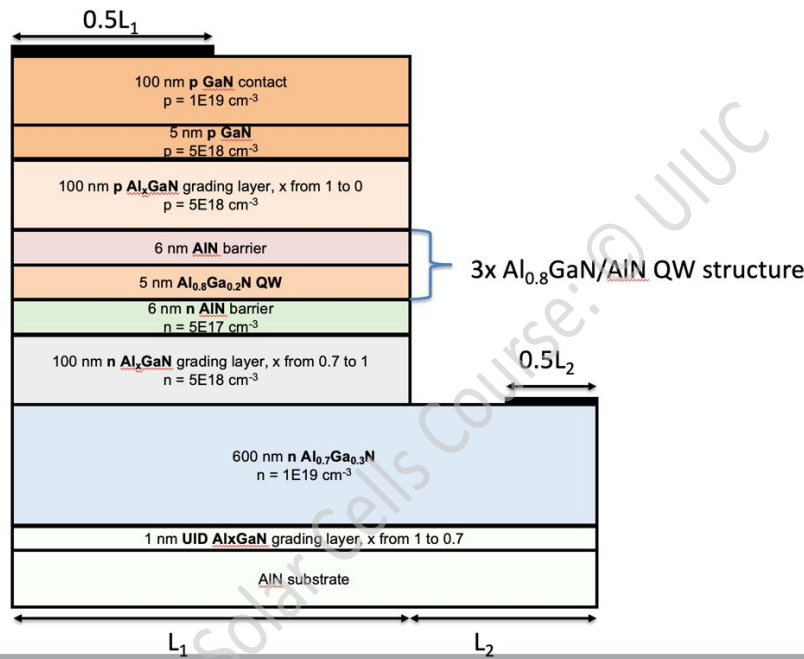 0.5L₁
100 nm p GaN contact
p = 1E19 cm⁻³
5 nm p GaN
p = 5E18 cm⁻³
100 nm p AlₓGaN grading layer, x from 1 to 0
p = 5E18 cm⁻³
6 nm AlN barrier
5 nm Al₀.₈Ga₀.₂N QW
3x Al₀.₈GaN/AlN QW structure
6 nm n AlN barrier
n = 5E17 cm⁻³
100 nm n AlₓGaN grading layer, x from 0.7 to 1
n = 5E18 cm⁻³
0.5L₂
600 nm n Al₀.₇Ga₀.₃N
n = 1E19 cm⁻³
1 nm UID AlxGaN grading layer, x from 1 to 0.7
AlN substrate
L₁
L₂
Solar Cells Course: © UIUC